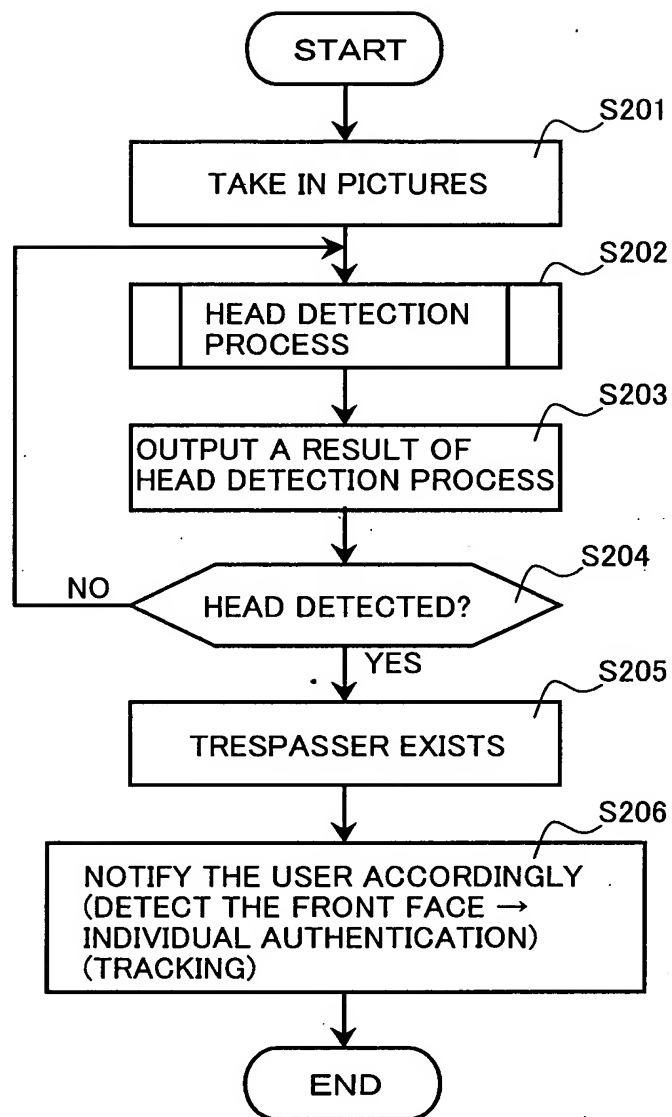 START
S201
TAKE IN PICTURES
S202
HEAD DETECTION
PROCESS
S203
OUTPUT A RESULT OF
HEAD DETECTION PROCESS
S204
NO
HEAD DETECTED?
YES
S205
TRESPASSER EXISTS
S206
NOTIFY THE USER ACCORDINGLY
(DETECT THE FRONT FACE →
INDIVIDUAL AUTHENTICATION)
(TRACKING)
END